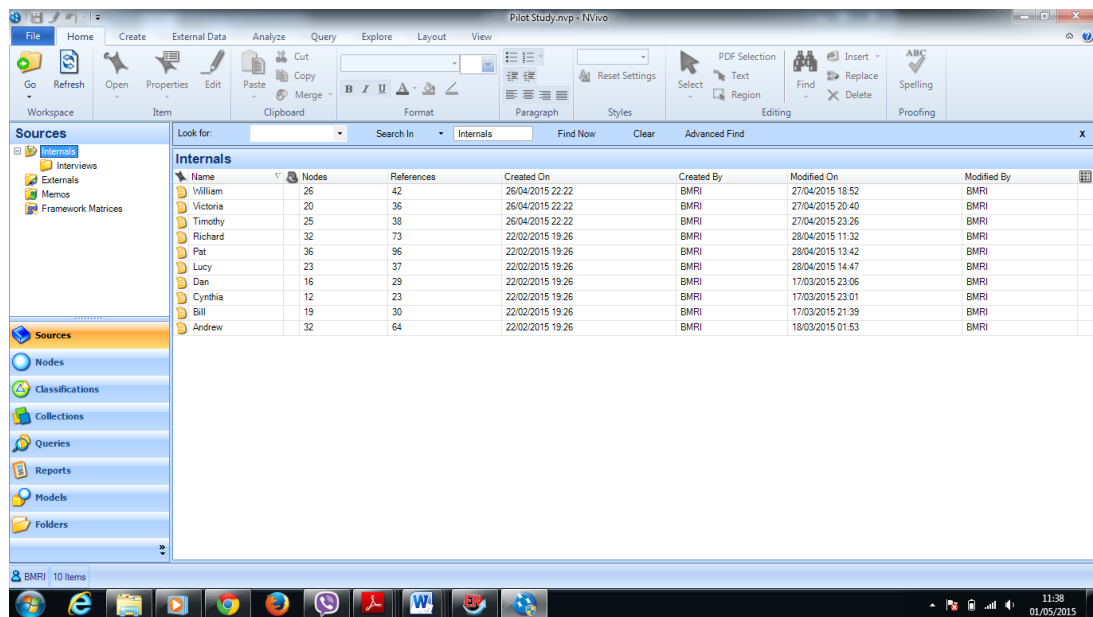 Pilot Study.nvp - NVivo
File Home Create External Data Analyze Query Explore Layout View
Go Refresh Open Properties Edit Paste Cut Copy Merge
B I U A
Reset Settings
Select PDF Selection Text Region Find Insert Replace Delete
ABC Spelling
Workspace Item Clipboard Format Paragraph Styles Editing Proofing
Sources
Internals
Interviews
Externals
Memos
Framework Matrices
Look for: Search In Internals Find Now Clear Advanced Find x
Internals
Name Nodes References Created On Created By Modified On Modified By
William 26 42 26/04/2015 22:22 BMRI 27/04/2015 18:52 BMRI
Victoria 20 36 26/04/2015 22:22 BMRI 27/04/2015 20:40 BMRI
Timothy 25 38 26/04/2015 22:22 BMRI 27/04/2015 23:26 BMRI
Richard 32 73 22/02/2015 19:26 BMRI 28/04/2015 11:32 BMRI
Pat 36 96 22/02/2015 19:26 BMRI 28/04/2015 13:42 BMRI
Lucy 23 37 22/02/2015 19:26 BMRI 28/04/2015 14:47 BMRI
Dan 16 29 22/02/2015 19:26 BMRI 17/03/2015 23:06 BMRI
Cynthia 12 23 22/02/2015 19:26 BMRI 17/03/2015 23:01 BMRI
Bill 19 30 22/02/2015 19:26 BMRI 17/03/2015 21:39 BMRI
Andrew 32 64 22/02/2015 19:26 BMRI 18/03/2015 01:53 BMRI
Sources
Nodes
Classifications
Collections
Queries
Reports
Models
Folders
BMRI 10 Items
11:38
01/05/2015